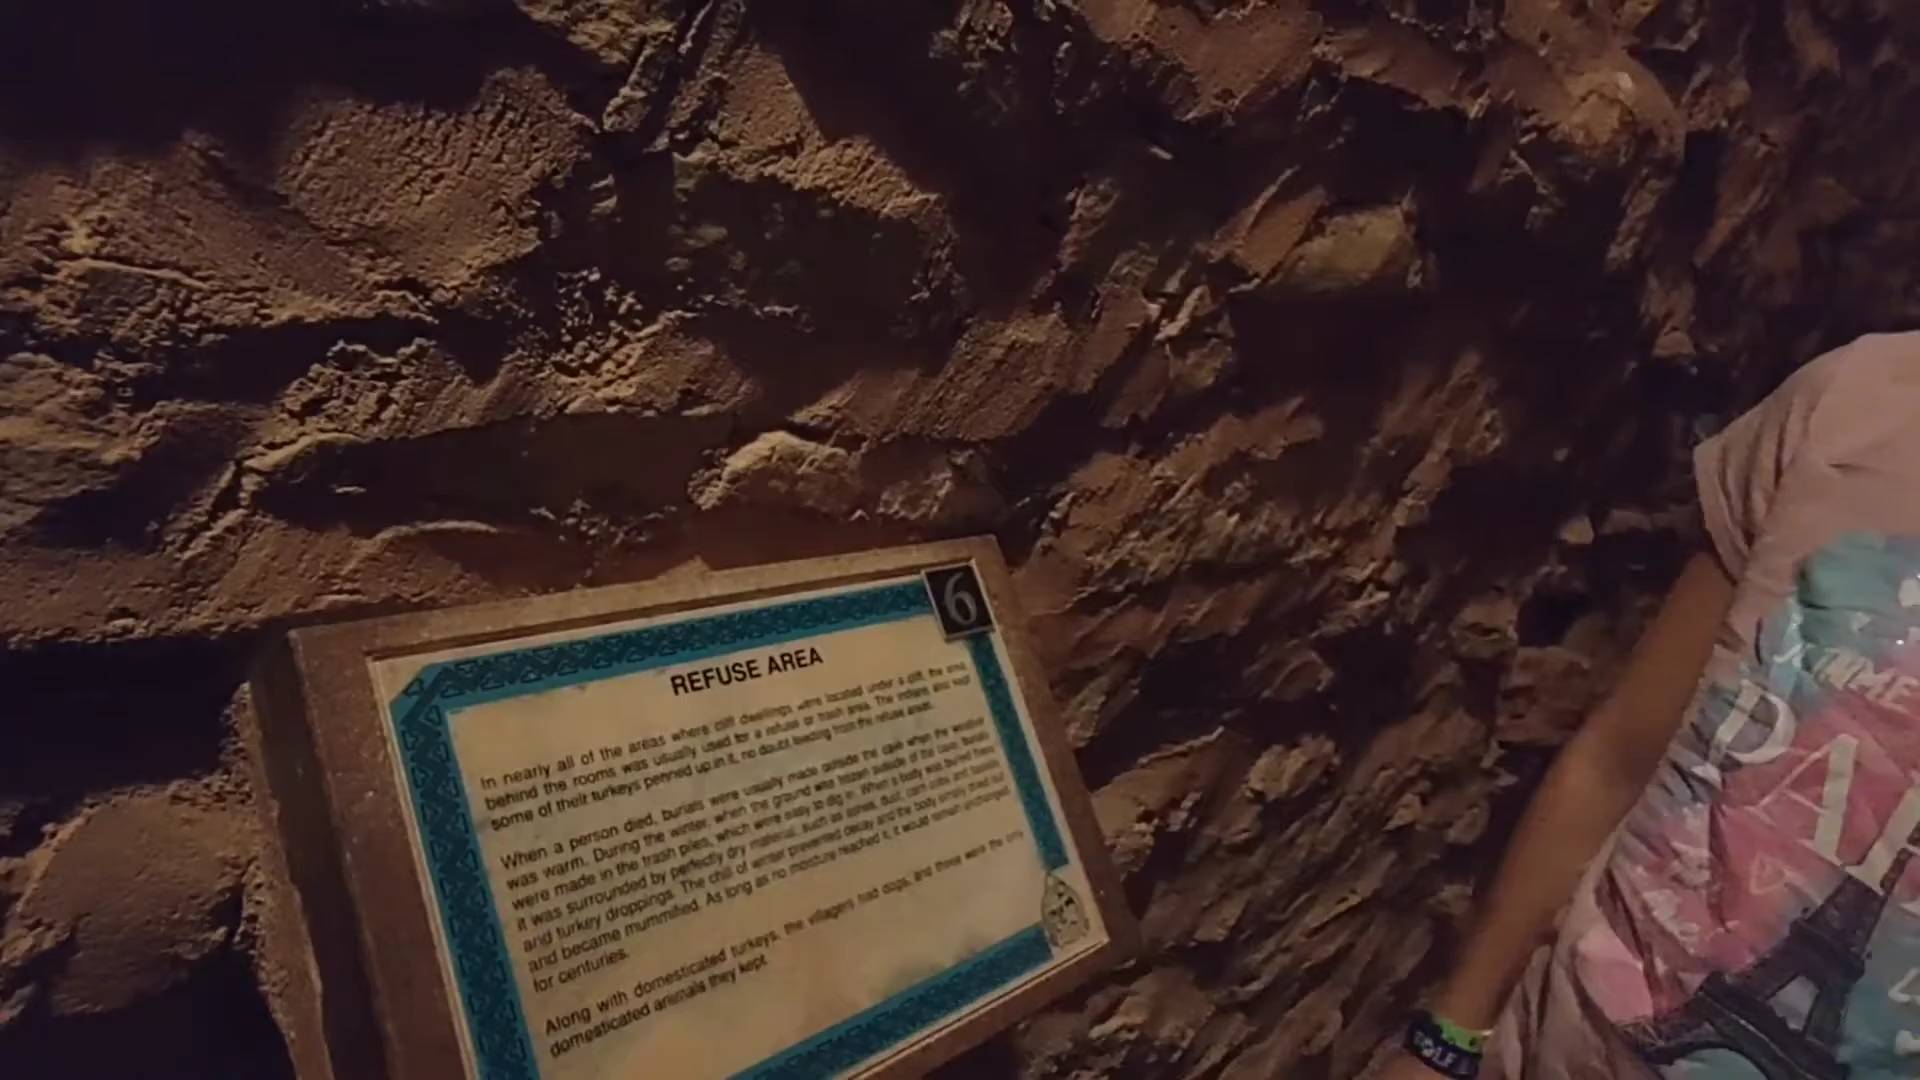 6
REFUSE AREA
In nearly all of the areas where cliff dwellings were located under a cliff, the area
behind the rooms was usually used for a refuse or trash area. The Indians also kept
some of their turkeys penned up in it, no doubt feeding from the refuse areas.
When a person died, burials were usually made outside the cave when the weather
was warm. During the winter, when the ground was frozen outside of the cave, burials
were made in the trash piles, which were easy to dig in. When a body was buried there
it was surrounded by perfectly dry material, such as ashes, dust, corn cobs and tassels
and turkey droppings. The chill of winter prevented decay and the body simply dried out
and became mummified. As long as no moisture reached it, it would remain unchanged
for centuries.
Along with domesticated turkeys, the villagers had dogs, and these were the only
domesticated animals they kept.
PA
GOLF